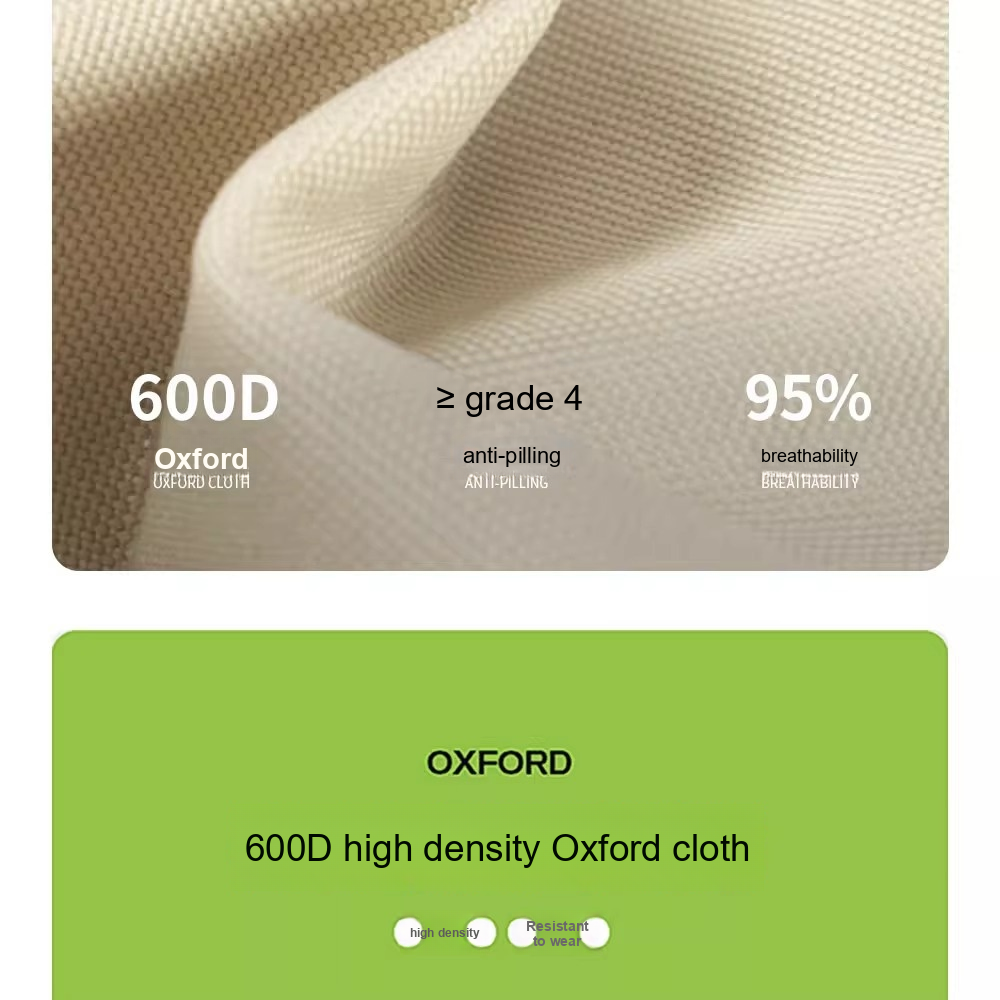 600D
≥ grade 4
95%
Oxford
anti-pilling
breathability
OXFORD CLOTH
ANTI-PILLING
BREATHABILITY
OXFORD
600D high density Oxford cloth
high density
Resistant
to wear